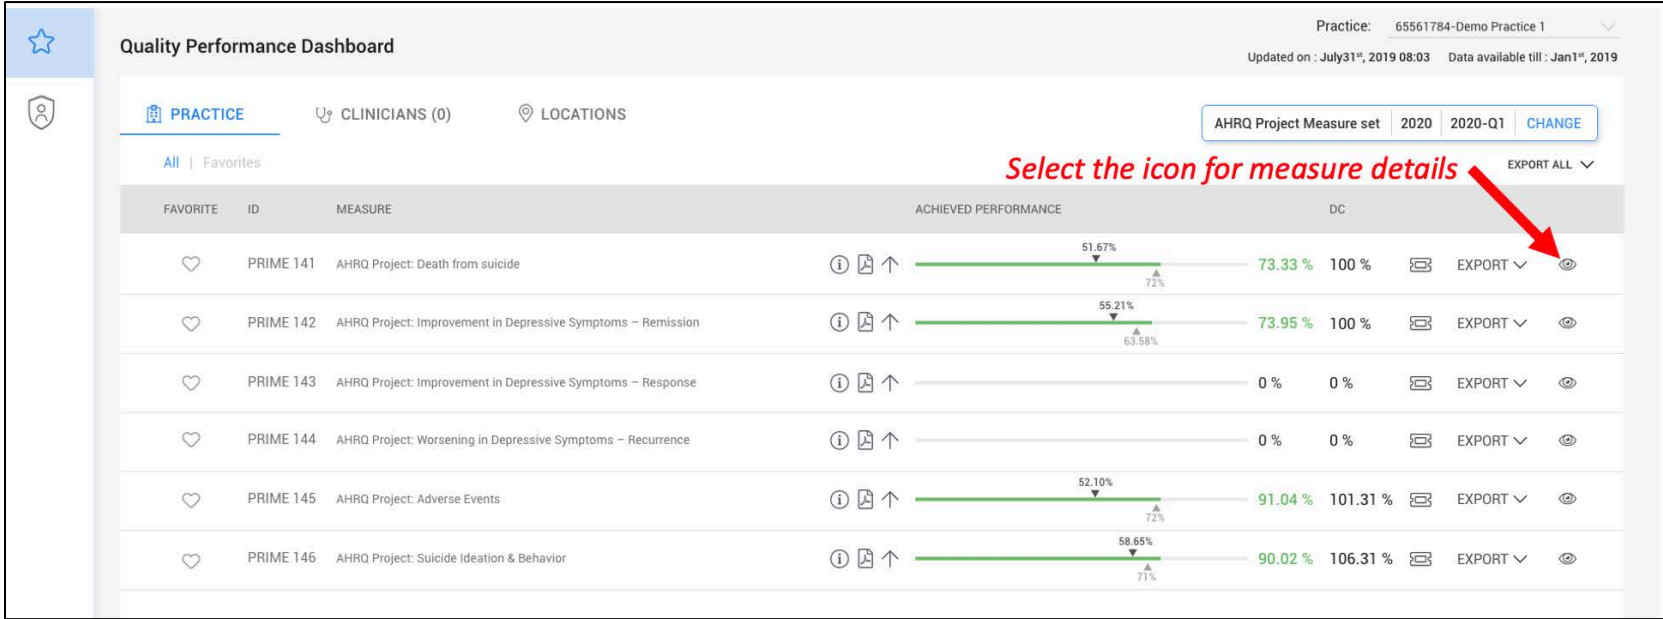 Practice: 65561784-Demo Practice 1
Quality Performance Dashboard
Updated on : July31st, 2019 08:03 Data available till : Jan1st, 2019
PRACTICE CLINICIANS (0) LOCATIONS
AHRQ Project Measure set 2020 2020-Q1 CHANGE
All | Favorites
Select the icon for measure details
EXPORT ALL
FAVORITE ID MEASURE ACHIEVED PERFORMANCE DC
51.67%
PRIME 141 AHRQ Project: Death from suicide 73.33 % 100 % EXPORT
72%
55.21%
PRIME 142 AHRQ Project: Improvement in Depressive Symptoms – Remission 73.95 % 100 % EXPORT
63.58%
PRIME 143 AHRQ Project: Improvement in Depressive Symptoms – Response 0 % 0 % EXPORT
PRIME 144 AHRQ Project: Worsening in Depressive Symptoms – Recurrence 0 % 0 % EXPORT
52.10%
PRIME 145 AHRQ Project: Adverse Events 91.04 % 101.31 % EXPORT
72%
58.65%
PRIME 146 AHRQ Project: Suicide Ideation & Behavior 90.02 % 106.31 % EXPORT
71%